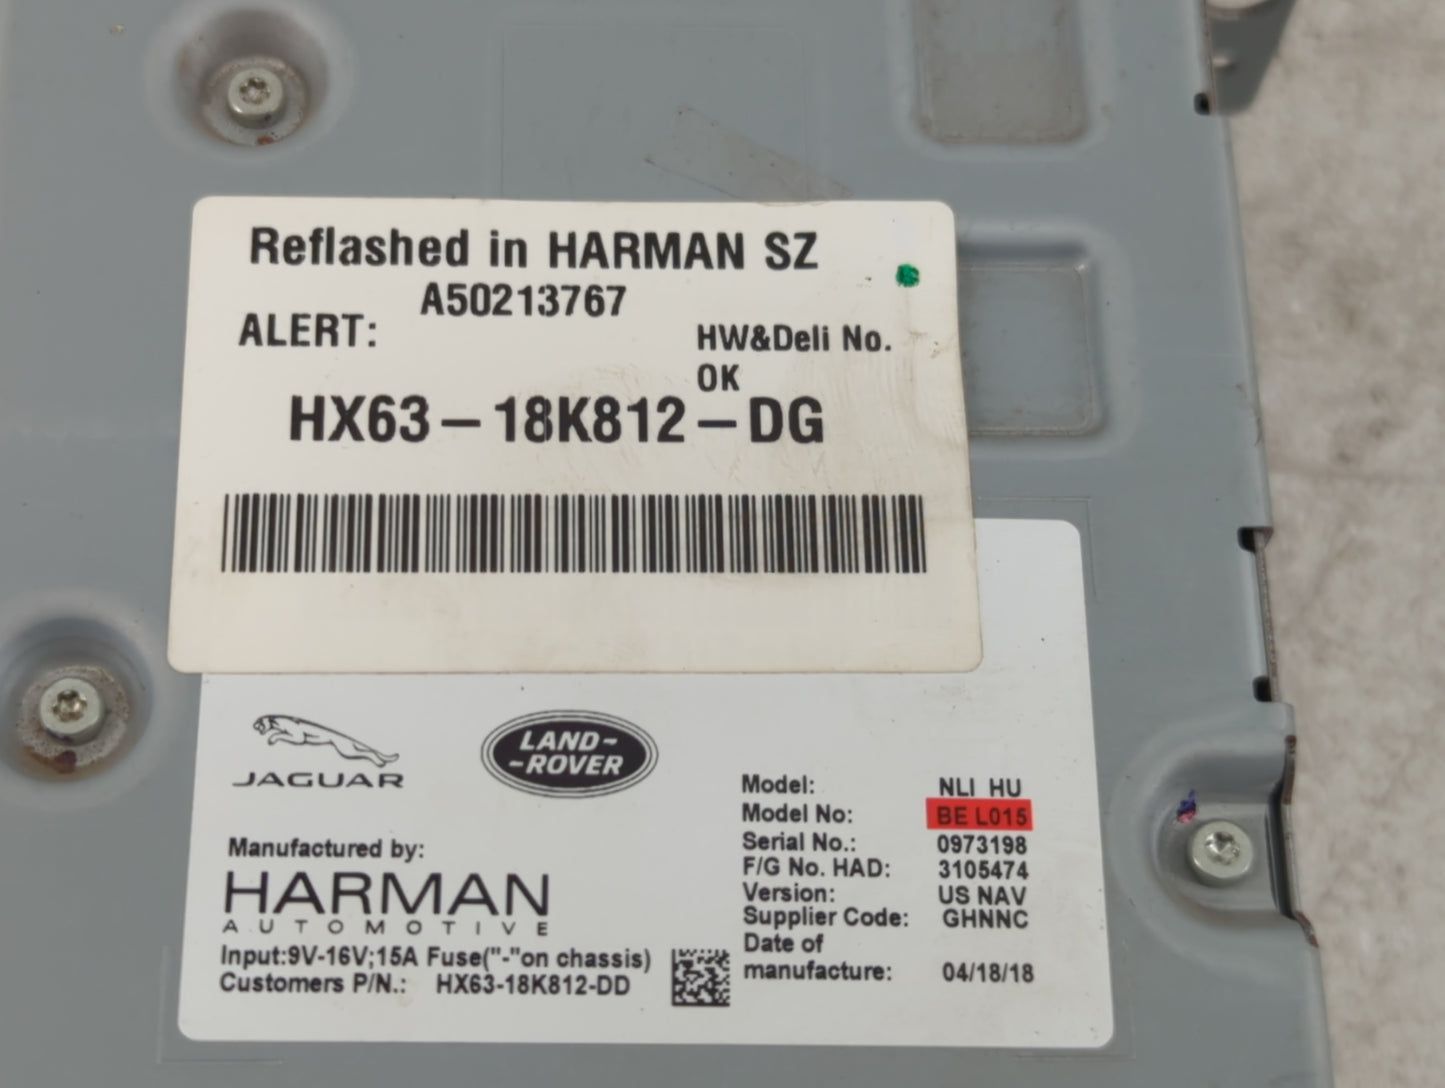 Reflashed in HARMAN SZ
A50213767
ALERT:
HW&Deli No.
OK
HX63-18K812-DG
JAGUAR
LAND-
-ROVER
Manufactured by:
HARMAN
AUTOMOTIVE
Input:9V-16V;15A Fuse("-"on chassis)
Customers P/N.: HX63-18K812-DD
Model: NLI HU
Model No: BE L015
Serial No.: 0973198
F/G No. HAD: 3105474
Version: US NAV
Supplier Code: GHNNC
Date of
manufacture: 04/18/18